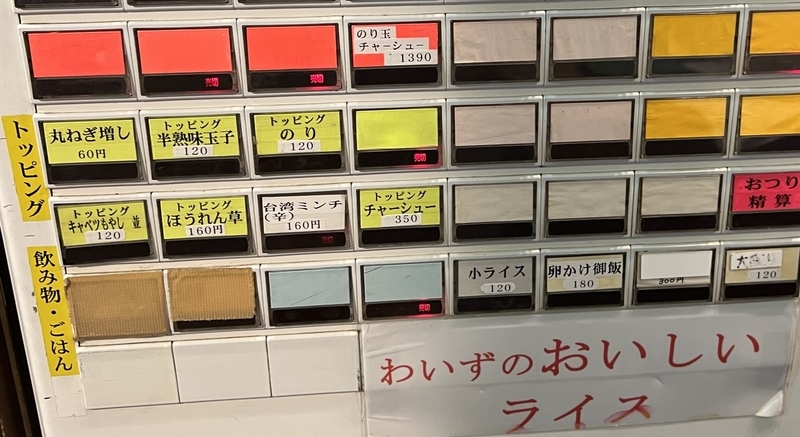 売切
売切
のり玉
チャーシュー
1390
トッピング
丸ねぎ増し
60円
トッピング
半熟味玉子
120
トッピング
のり
120
売切
トッピング
キャベツもやし 並
120
トッピング
ほうれん草
160円
台湾ミンチ
(辛)
160円
トッピング
チャーシュー
350
おつり
精算
飲み物・ごはん
売切
小ライス
120
卵かけ御飯
180
300円
120
わいずのおいしい
ライス